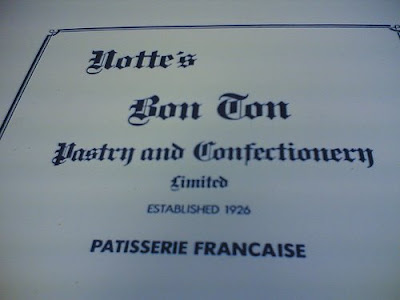 Notte's
Bon Ton
Pastry and Confectionery
Limited
ESTABLISHED 1926
PATISSERIE FRANCAISE